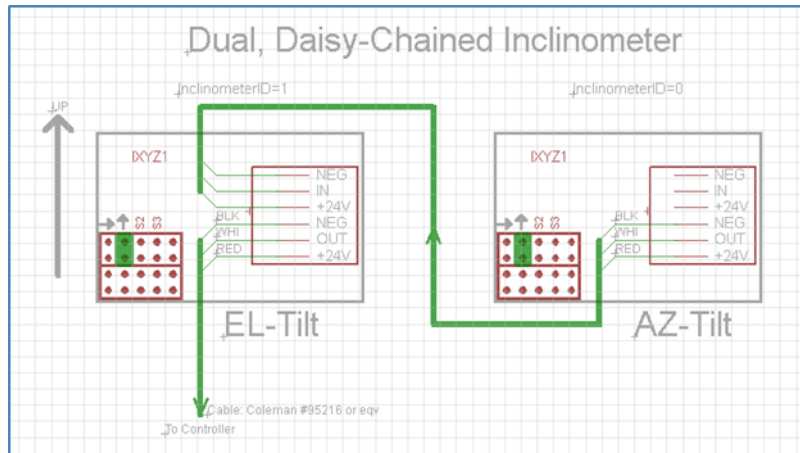 Dual, Daisy-Chained Inclinometer
InclinometerID=1
InclinometerID=0
UP
IXYZ1
NEG
IN
+24V
NEG
OUT
+24V
BLK
WHI
RED
S2
S3
EL-Tilt
IXYZ1
NEG
IN
+24V
NEG
OUT
+24V
BLK
WHI
RED
S2
S3
AZ-Tilt
Cable: Coleman #95216 or eqv
To Controller